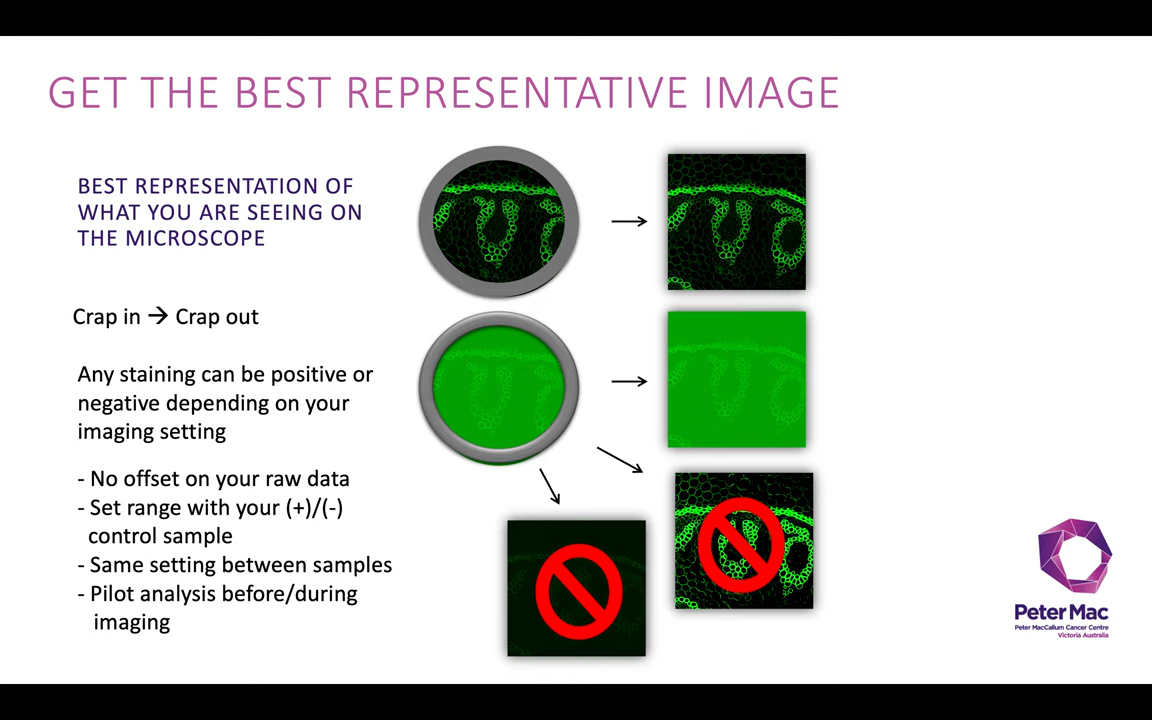 GET THE BEST REPRESENTATIVE IMAGE
BEST REPRESENTATION OF
WHAT YOU ARE SEEING ON
THE MICROSCOPE
Crap in → Crap out
Any staining can be positive or
negative depending on your
imaging setting
- No offset on your raw data
- Set range with your (+)/(-)
control sample
- Same setting between samples
- Pilot analysis before/during
imaging
Peter Mac
Peter MacCallum Cancer Centre
Victoria Australia